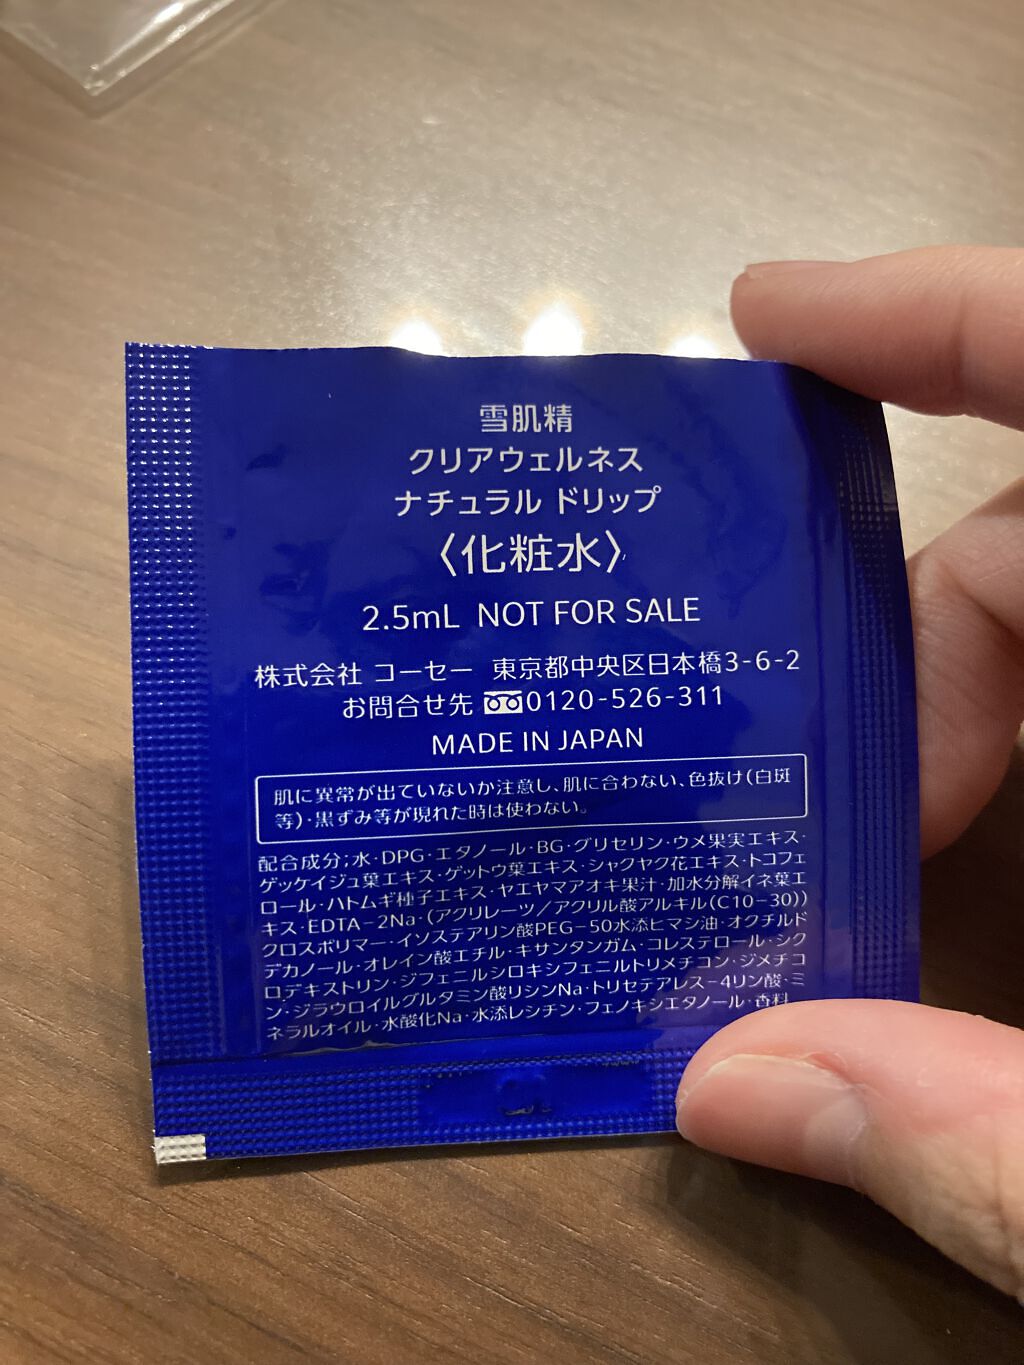 雪肌精
クリアウェルネス
ナチュラル ドリップ
〈化粧水〉
2.5mL NOT FOR SALE
株式会社 コーセー 東京都中央区日本橋3-6-2
お問合せ先 0120-526-311
MADE IN JAPAN
肌に異常が出ていないか注意し、肌に合わない、色抜け(白斑
等)・黒ずみ等が現れた時は使わない。
配合成分;水・DPG・エタノール・BG・グリセリン・ウメ果実エキス・
ゲッケイジュ葉エキス・ゲットウ葉エキス・シャクヤク花エキス・トコフェ
ロール・ハトムギ種子エキス・ヤエヤマアオキ果汁・加水分解イネ葉エ
キス・EDTA-2Na・(アクリレーツ/アクリル酸アルキル(C10-30))
クロスポリマー・イソステアリン酸PEG-50水添ヒマシ油・オクチルド
デカノール・オレイン酸エチル・キサンタンガム・コレステロール・シク
ロデキストリン・ジフェニルシロキシフェニルトリメチコン・ジメチコ
ン・ジラウロイルグルタミン酸リシンNa・トリセテアレス-4リン酸・ミ
ネラルオイル・水酸化Na・水添レシチン・フェノキシエタノール・香料